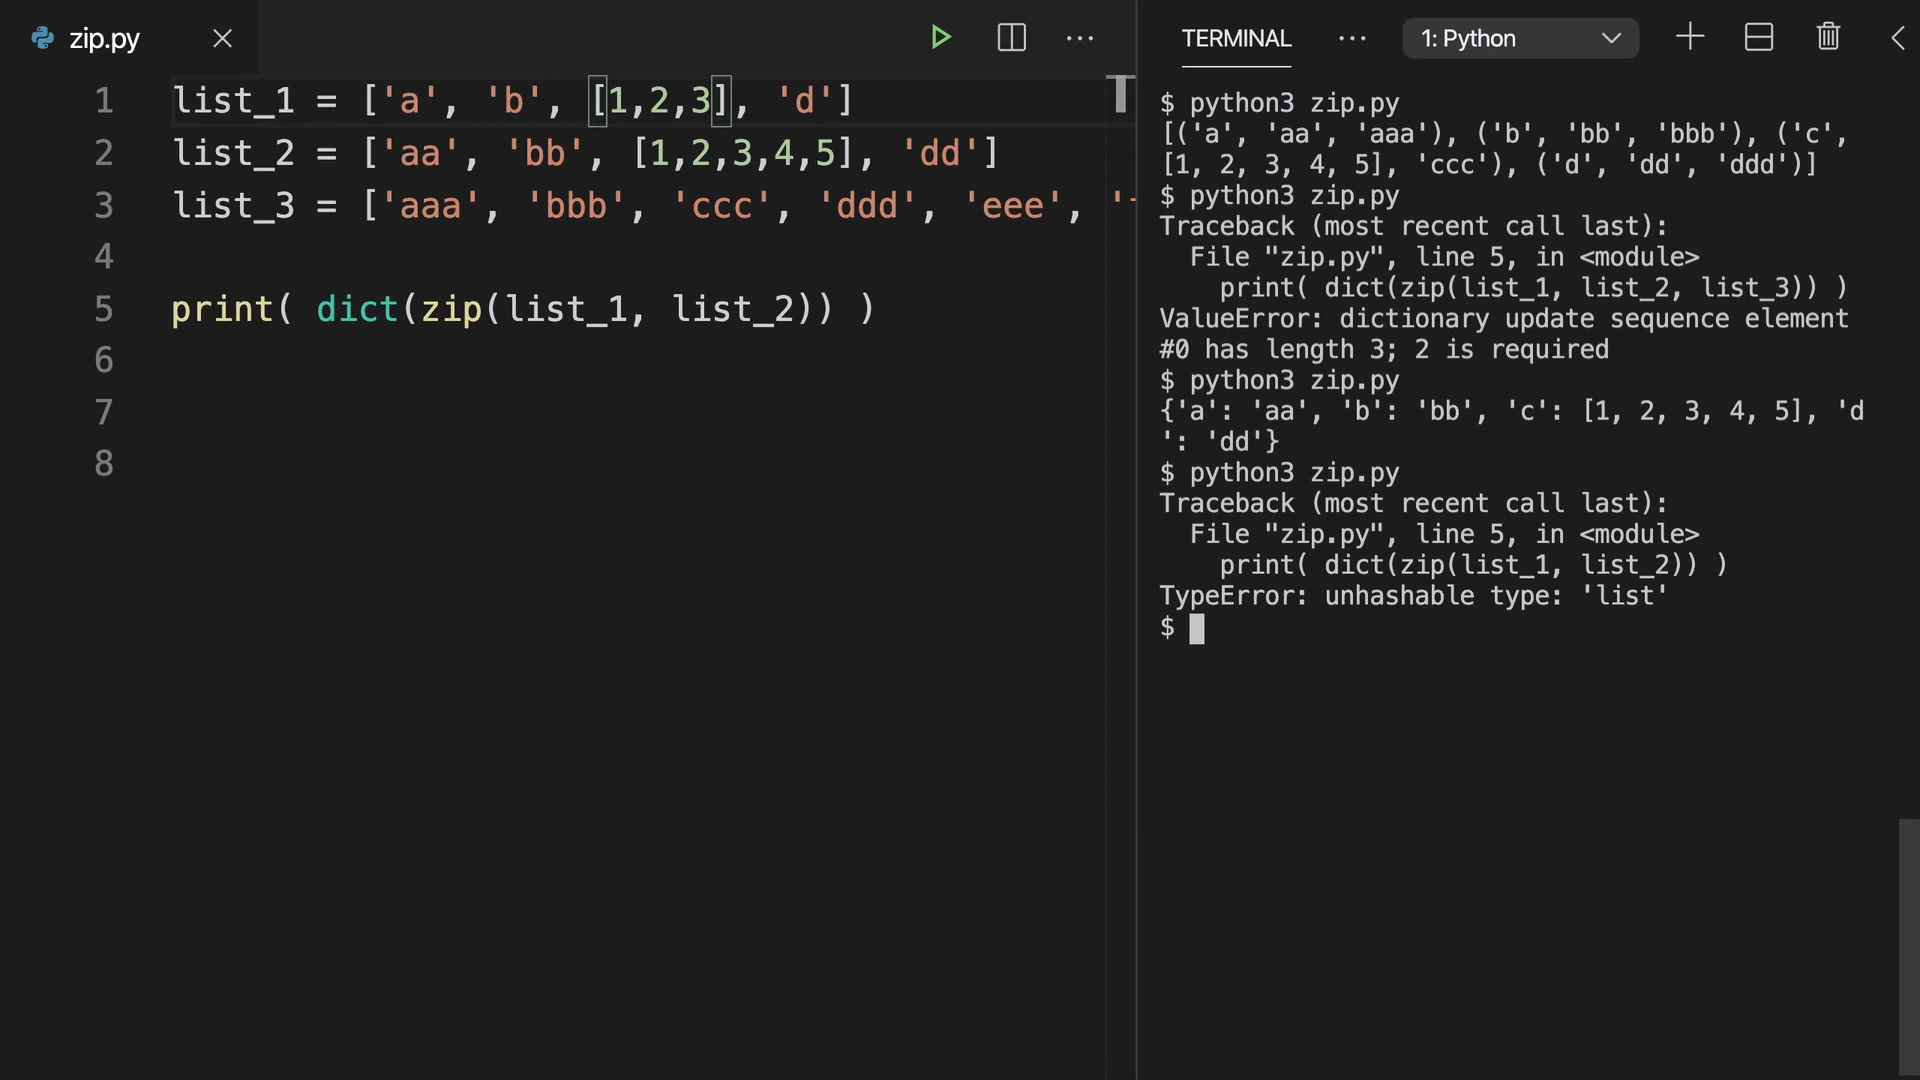 zip.py
1 list_1 = ['a', 'b', [1,2,3], 'd']
2 list_2 = ['aa', 'bb', [1,2,3,4,5], 'dd']
3 list_3 = ['aaa', 'bbb', 'ccc', 'ddd', 'eee', '
4
5 print( dict(zip(list_1, list_2)) )
6
7
8
TERMINAL
1: Python
$ python3 zip.py
[('a', 'aa', 'aaa'), ('b', 'bb', 'bbb'), ('c',
[1, 2, 3, 4, 5], 'ccc'), ('d', 'dd', 'ddd')]
$ python3 zip.py
Traceback (most recent call last):
  File "zip.py", line 5, in <module>
    print( dict(zip(list_1, list_2, list_3)) )
ValueError: dictionary update sequence element
#0 has length 3; 2 is required
$ python3 zip.py
{'a': 'aa', 'b': 'bb', 'c': [1, 2, 3, 4, 5], 'd
': 'dd'}
$ python3 zip.py
Traceback (most recent call last):
  File "zip.py", line 5, in <module>
    print( dict(zip(list_1, list_2)) )
TypeError: unhashable type: 'list'
$